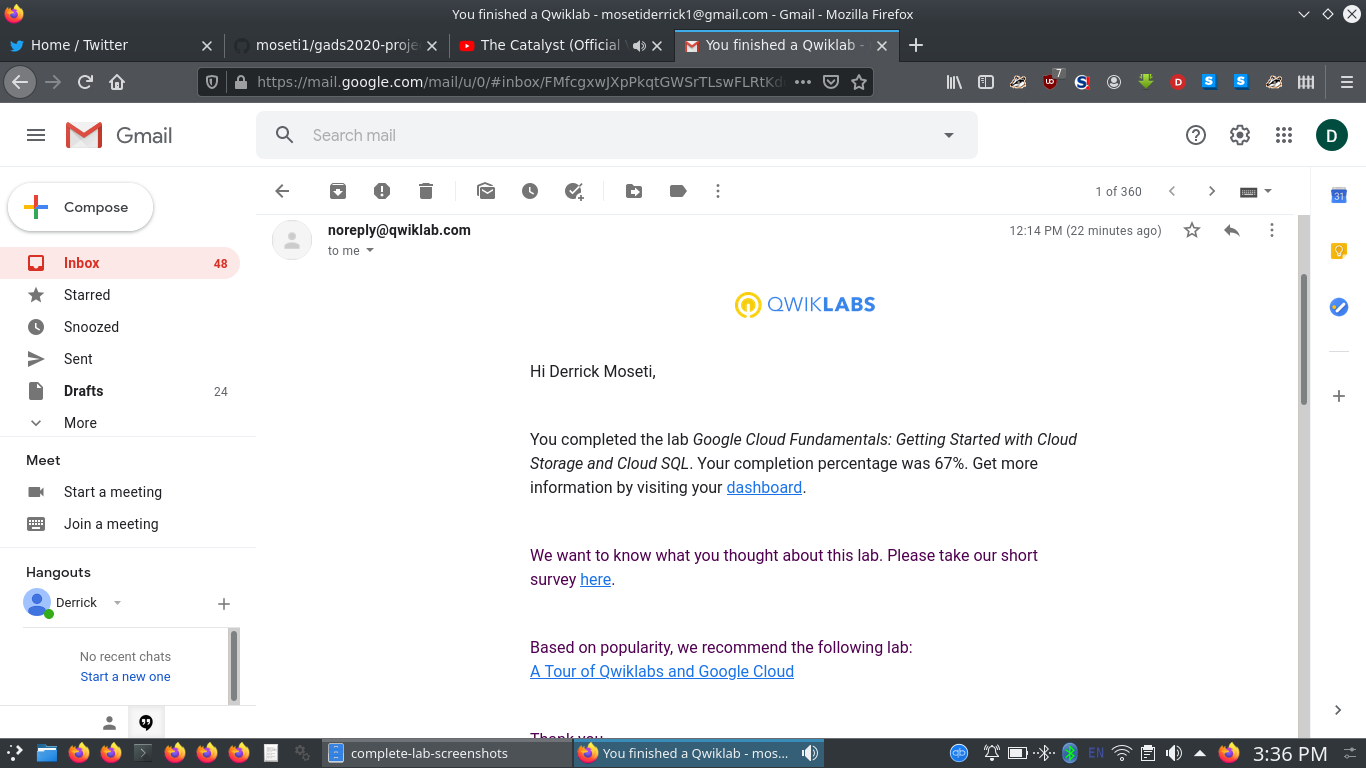 You finished a Qwiklab - mosetiderrick1@gmail.com - Gmail - Mozilla Firefox
Home / Twitter
moseti1/gads2020-proje
The Catalyst (Official
You finished a Qwiklab -
https://mail.google.com/mail/u/0/#inbox/FMfcgxwJXpPkqtGWSrTLswFLRtKd
7
Gmail
Search mail
D
Compose
1 of 360
31
Inbox 48
Starred
Snoozed
Sent
Drafts 24
More
Meet
Start a meeting
Join a meeting
Hangouts
Derrick
No recent chats
Start a new one
noreply@qwiklab.com
12:14 PM (22 minutes ago)
to me
QWIKLABS
Hi Derrick Moseti,
You completed the lab Google Cloud Fundamentals: Getting Started with Cloud
Storage and Cloud SQL. Your completion percentage was 67%. Get more
information by visiting your dashboard.
We want to know what you thought about this lab. Please take our short
survey here.
Based on popularity, we recommend the following lab:
A Tour of Qwiklabs and Google Cloud
Thank you
complete-lab-screenshots
You finished a Qwiklab - mos...
EN
3:36 PM